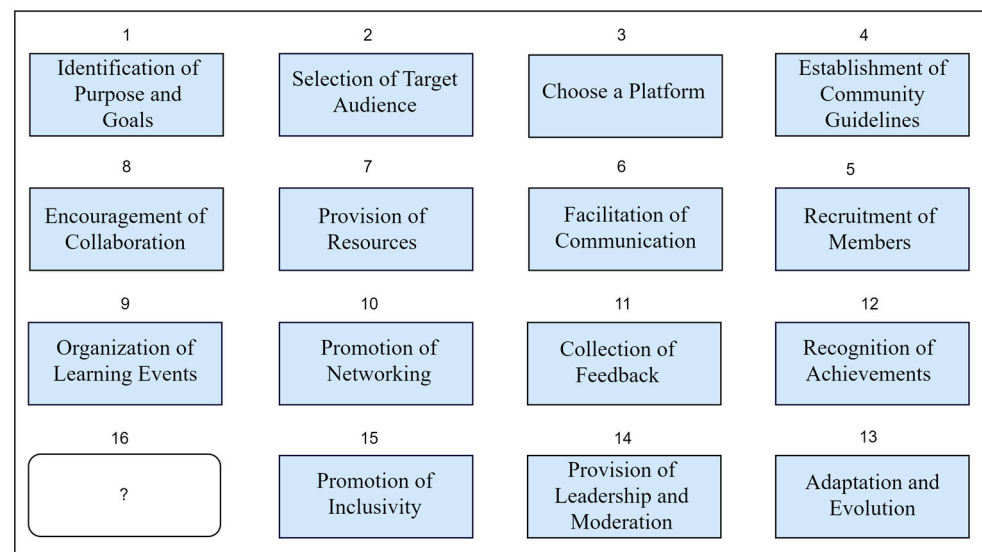 1
2
3
4
Identification of
Purpose and
Goals
Selection of Target
Audience
Choose a Platform
Establishment of
Community
Guidelines
8
7
6
5
Encouragement of
Collaboration
Provision of
Resources
Facilitation of
Communication
Recruitment of
Members
9
10
11
12
Organization of
Learning Events
Promotion of
Networking
Collection of
Feedback
Recognition of
Achievements
16
15
14
13
?
Promotion of
Inclusivity
Provision of
Leadership and
Moderation
Adaptation and
Evolution